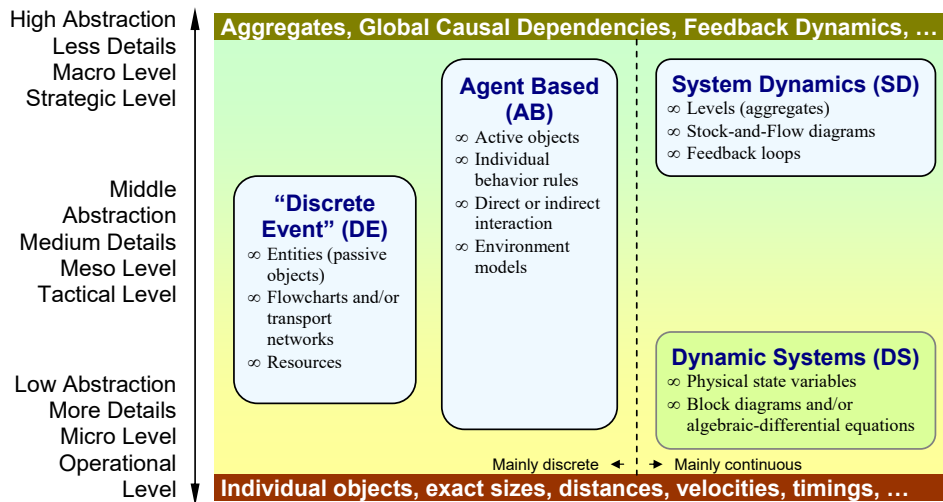 High Abstraction
Less Details
Macro Level
Strategic Level
Middle
Abstraction
Medium Details
Meso Level
Tactical Level
Low Abstraction
More Details
Micro Level
Operational
Level
Aggregates, Global Causal Dependencies, Feedback Dynamics, …
“Discrete
Event” (DE)
∞ Entities (passive
objects)
∞ Flowcharts and/or
transport
networks
∞ Resources
Agent Based
(AB)
∞ Active objects
∞ Individual
behavior rules
∞ Direct or indirect
interaction
∞ Environment
models
System Dynamics (SD)
∞ Levels (aggregates)
∞ Stock-and-Flow diagrams
∞ Feedback loops
Dynamic Systems (DS)
∞ Physical state variables
∞ Block diagrams and/or
algebraic-differential equations
Mainly discrete
Mainly continuous
Individual objects, exact sizes, distances, velocities, timings, …